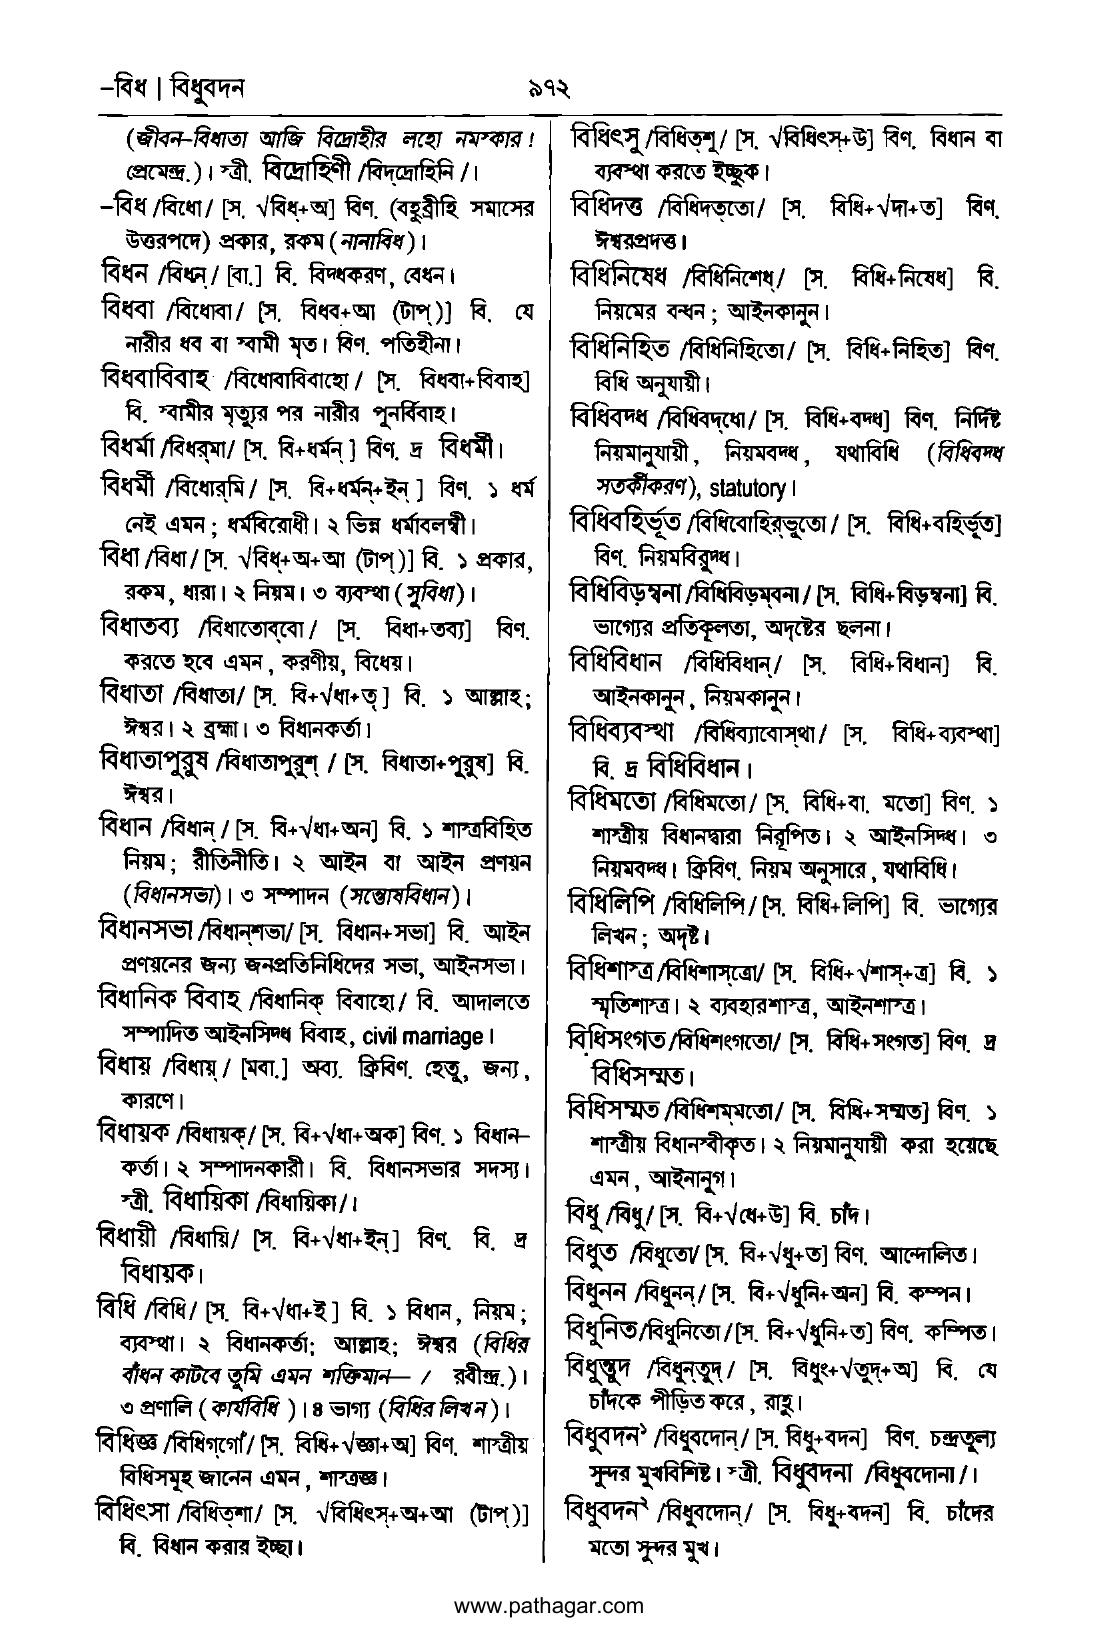 –বিধ | বিধুবদন ৯৭২
(জীবন–বিধাতা আজি বিদ্রোহীর লহো নমস্কার !
প্রেমেন্দ্র.) । স্ত্রী. বিদ্রোহিণী /বিদ্‌দ্রোহিনি / ।
–বিধ /বিধো/ [স. √বিধ্+অ] বিণ. (বহুব্রীহি সমাসের
উত্তরপদে) প্রকার, রকম (নানাবিধ) ।
বিধন /বিধন্/ [বা.] বি. বিদ্ধকরণ, বেধন ।
বিধবা /বিধোবা/ [স. বিধব+আ (টাপ্)] বি. যে
নারীর ধব বা স্বামী মৃত । বিণ. পতিহীনা ।
বিধবাবিবাহ /বিধোবাবিবাহো / [স. বিধবা+বিবাহ]
বি. স্বামীর মৃত্যুর পর নারীর পুনর্বিবাহ ।
বিধর্মা /বিধর্‌মা/ [স. বি+ধর্মন্ ] বিণ. দ্র বিধর্মী ।
বিধর্মী /বিধোর্‌মি / [স. বি+ধর্মন্+ইন্ ] বিণ. ১ ধর্ম
নেই এমন ; ধর্মবিরোধী । ২ ভিন্ন ধর্মাবলম্বী ।
বিধা /বিধা / [স. √বিধ্+অ+আ (টাপ্)] বি. ১ প্রকার,
রকম, ধারা । ২ নিয়ম । ৩ ব্যবস্থা (সুবিধা) ।
বিধাতব্য /বিধাতোব্‌বো / [স. বিধা+তব্য] বিণ.
করতে হবে এমন, করণীয়, বিধেয় ।
বিধাতা /বিধাতা/ [স. বি+√ধা+তৃ ] বি. ১ আল্লাহ;
ঈশ্বর । ২ ব্রহ্মা । ৩ বিধানকর্তা ।
বিধাতাপুরুষ /বিধাতাপুরুশ্ / [স. বিধাতা+পুরুষ] বি.
ঈশ্বর ।
বিধান /বিধান্ / [স. বি+√ধা+অন] বি. ১ শাস্ত্রবিহিত
নিয়ম; রীতিনীতি । ২ আইন বা আইন প্রণয়ন
(বিধানসভা) । ৩ সম্পাদন (সন্তোষবিধান) ।
বিধানসভা /বিধান্‌শভা/ [স. বিধান+সভা] বি. আইন
প্রণয়নের জন্য জনপ্রতিনিধিদের সভা, আইনসভা ।
বিধানিক বিবাহ /বিধানিক্ বিবাহো/ বি. আদালতে
সম্পাদিত আইনসিদ্ধ বিবাহ, civil marriage ।
বিধায় /বিধায়্ / [মবা.] অব্য. ক্রিবিণ. হেতু, জন্য,
কারণে ।
বিধায়ক /বিধায়ক্/ [স. বি+√ধা+অক] বিণ. ১ বিধান–
কর্তা । ২ সম্পাদনকারী । বি. বিধানসভার সদস্য ।
স্ত্রী. বিধায়িকা /বিধায়িকা/ ।
বিধায়ী /বিধায়ি/ [স. বি+√ধা+ইন্ ] বিণ. বি. দ্র
বিধায়ক ।
বিধি /বিধি/ [স. বি+√ধা+ই ] বি. ১ বিধান, নিয়ম ;
ব্যবস্থা । ২ বিধানকর্তা; আল্লাহ; ঈশ্বর (বিধির
বাঁধন কাটবে তুমি এমন শক্তিমান— / রবীন্দ্র.) ।
৩ প্রণালি ( কার্যবিধি ) । ৪ ভাগ্য (বিধির লিখন) ।
বিধিজ্ঞ /বিধিগ্‌গোঁ/ [স. বিধি+√জ্ঞা+অ] বিণ. শাস্ত্রীয়
বিধিসমূহ জানেন এমন, শাস্ত্রজ্ঞ ।
বিধিৎসা /বিধিত্‌শা/ [স. √বিধিৎস্+অ+আ (টাপ্)]
বি. বিধান করার ইচ্ছা ।
বিধিৎসু /বিধিত্‌শু/ [স. √বিধিৎস্+উ] বিণ. বিধান বা
ব্যবস্থা করতে ইচ্ছুক ।
বিধিদত্ত /বিধিদত্‌তো/ [স. বিধি+√দা+ত] বিণ.
ঈশ্বরপ্রদত্ত ।
বিধিনিষেধ /বিধিনিশেধ্/ [স. বিধি+নিষেধ] বি.
নিয়মের বন্ধন ; আইনকানুন ।
বিধিনিহিত /বিধিনিহিতো/ [স. বিধি+নিহিত] বিণ.
বিধি অনুযায়ী ।
বিধিবদ্ধ /বিধিবদ্‌ধো/ [স. বিধি+বদ্ধ] বিণ. নির্দিষ্ট
নিয়মানুযায়ী, নিয়মবদ্ধ, যথাবিধি (বিধিবদ্ধ
সতর্কীকরণ), statutory ।
বিধিবহির্ভূত /বিধিবোহির্‌ভুতো / [স. বিধি+বহির্ভূত]
বিণ. নিয়মবিরুদ্ধ ।
বিধিবিড়ম্বনা /বিধিবিড়ম্‌বনা / [স. বিধি+বিড়ম্বনা] বি.
ভাগ্যের প্রতিকূলতা, অদৃষ্টের ছলনা ।
বিধিবিধান /বিধিবিধান্/ [স. বিধি+বিধান] বি.
আইনকানুন, নিয়মকানুন ।
বিধিব্যবস্থা /বিধিব্যাবোস্‌থা / [স. বিধি+ব্যবস্থা]
বি. দ্র বিধিবিধান ।
বিধিমতো /বিধিমতো/ [স. বিধি+বা. মতো] বিণ. ১
শাস্ত্রীয় বিধানদ্বারা নিরূপিত । ২ আইনসিদ্ধ । ৩
নিয়মবদ্ধ । ক্রিবিণ. নিয়ম অনুসারে, যথাবিধি ।
বিধিলিপি /বিধিলিপি / [স. বিধি+লিপি] বি. ভাগ্যের
লিখন ; অদৃষ্ট ।
বিধিশাস্ত্র /বিধিশাস্‌ত্রো/ [স. বিধি+√শাস্+ত্র] বি. ১
স্মৃতিশাস্ত্র । ২ ব্যবহারশাস্ত্র, আইনশাস্ত্র ।
বিধিসংগত /বিধিশংগতো/ [স. বিধি+সংগত] বিণ. দ্র
বিধিসম্মত ।
বিধিসম্মত /বিধিশম্‌মতো/ [স. বিধি+সম্মত] বিণ. ১
শাস্ত্রীয় বিধানস্বীকৃত । ২ নিয়মানুযায়ী করা হয়েছে
এমন, আইনানুগ ।
বিধু /বিধু/ [স. বি+√ধে+উ] বি. চাঁদ ।
বিধুত /বিধুতো/ [স. বি+√ধূ+ত] বিণ. আন্দোলিত ।
বিধুনন /বিধুনন্/ [স. বি+√ধূনি+অন] বি. কম্পন ।
বিধুনিত /বিধুনিতো / [স. বি+√ধূনি+ত] বিণ. কম্পিত ।
বিধুন্তুদ /বিধুন্‌তুদ্ / [স. বিধুং+√তুদ্+অ] বি. যে
চাঁদকে পীড়িত করে, রাহু ।
বিধুবদন১ /বিধুবদোন্/ [স. বিধু+বদন] বিণ. চন্দ্রতুল্য
সুন্দর মুখবিশিষ্ট । স্ত্রী. বিধুবদনা /বিধুবদোনা / ।
বিধুবদন২ /বিধুবদোন্/ [স. বিধু+বদন] বি. চাঁদের
মতো সুন্দর মুখ ।
www.pathagar.com